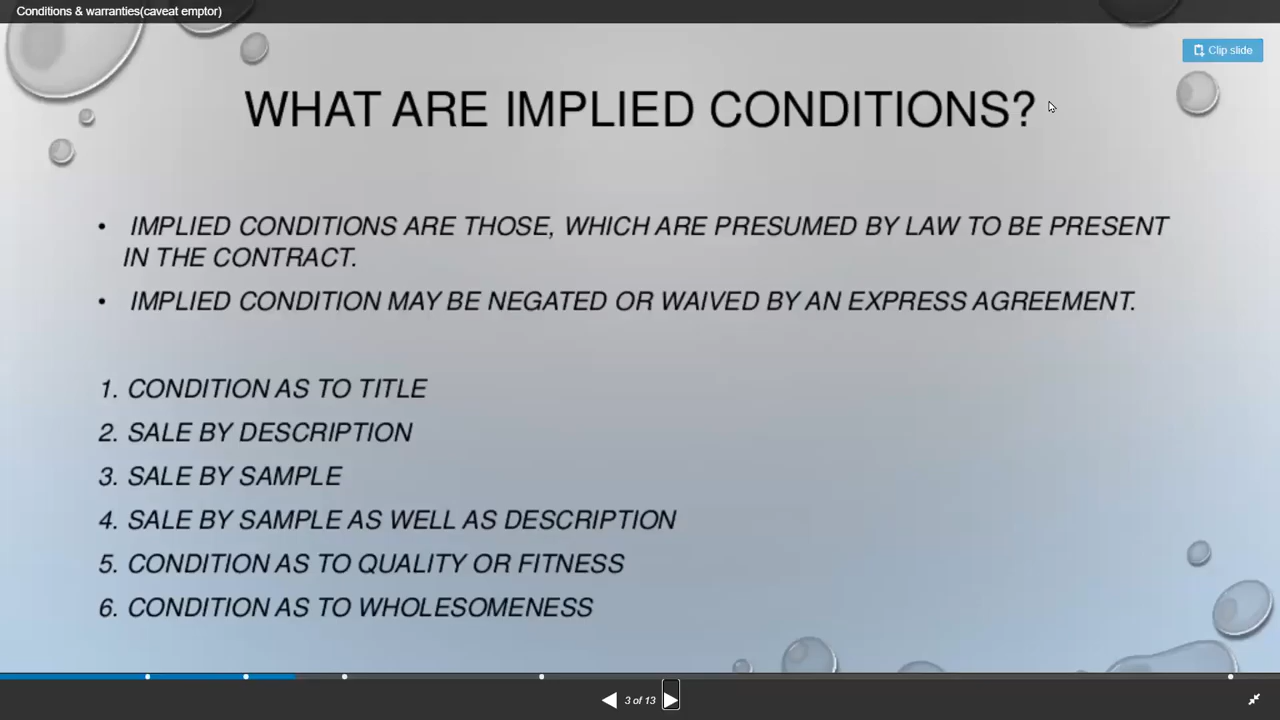 Conditions & warranties(caveat emptor)
Clip slide
WHAT ARE IMPLIED CONDITIONS?
• IMPLIED CONDITIONS ARE THOSE, WHICH ARE PRESUMED BY LAW TO BE PRESENT
IN THE CONTRACT.
• IMPLIED CONDITION MAY BE NEGATED OR WAIVED BY AN EXPRESS AGREEMENT.
1. CONDITION AS TO TITLE
2. SALE BY DESCRIPTION
3. SALE BY SAMPLE
4. SALE BY SAMPLE AS WELL AS DESCRIPTION
5. CONDITION AS TO QUALITY OR FITNESS
6. CONDITION AS TO WHOLESOMENESS
3 of 13